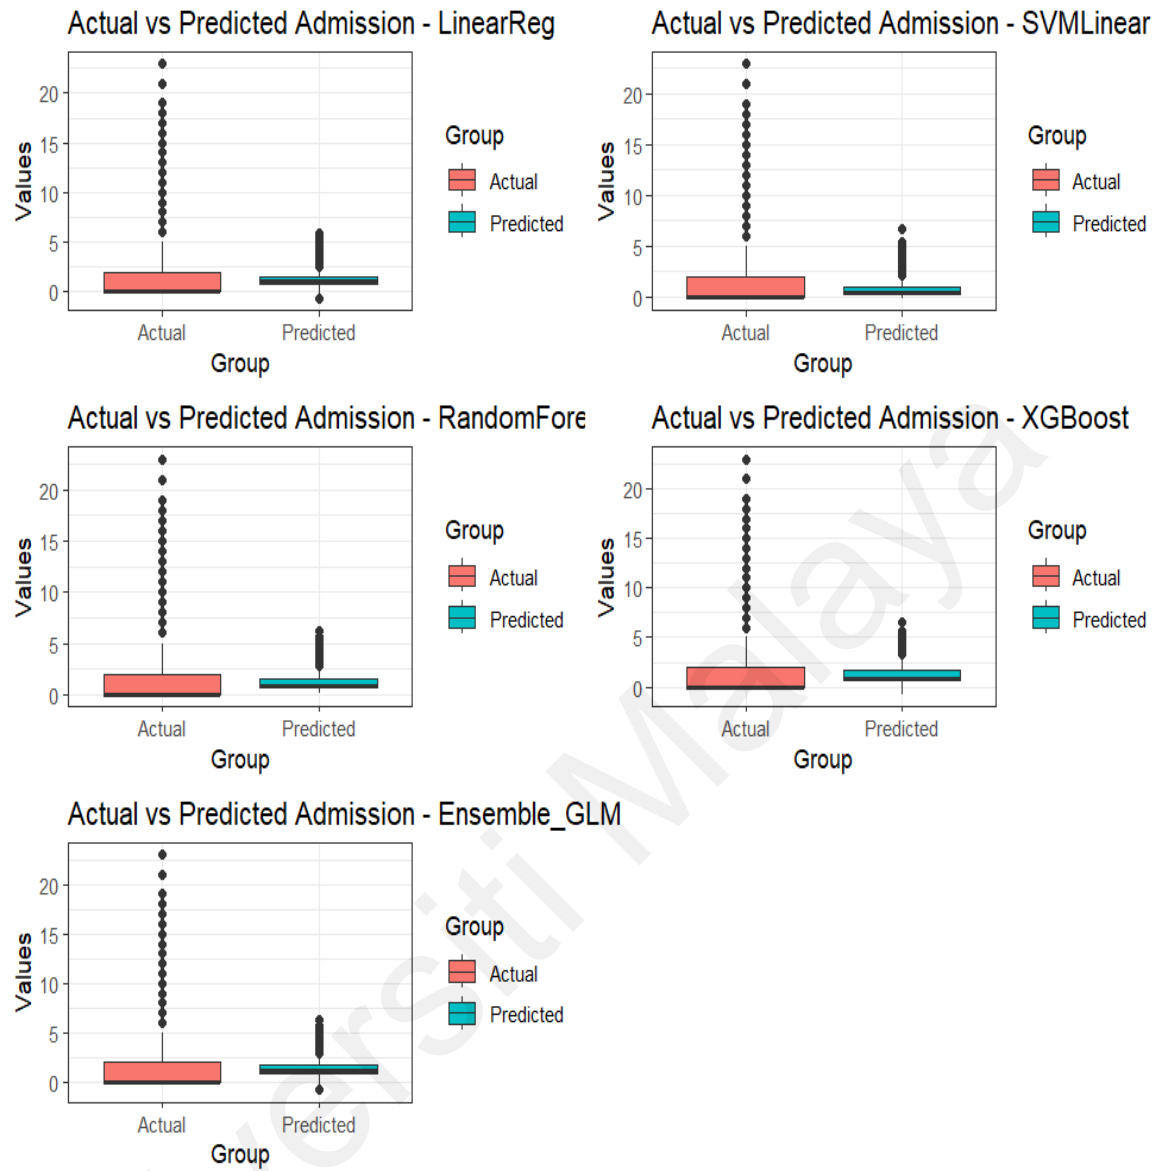 Actual vs Predicted Admission - LinearReg
Values
20
15
10
5
0
Actual Predicted
Group
Group
Actual
Predicted
Actual vs Predicted Admission - SVMLinear
Values
20
15
10
5
0
Actual Predicted
Group
Group
Actual
Predicted
Actual vs Predicted Admission - RandomFore
Values
20
15
10
5
0
Actual Predicted
Group
Group
Actual
Predicted
Actual vs Predicted Admission - XGBoost
Values
20
15
10
5
0
Actual Predicted
Group
Group
Actual
Predicted
Actual vs Predicted Admission - Ensemble_GLM
Values
20
15
10
5
0
Actual Predicted
Group
Group
Actual
Predicted
versiti Malaya